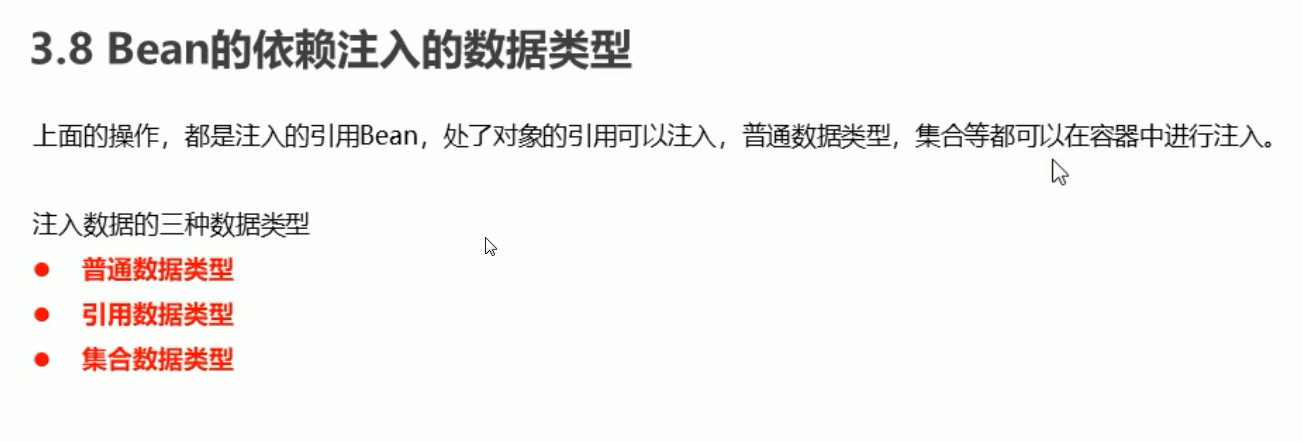 3.8 Bean的依赖注入的数据类型
上面的操作，都是注入的引用Bean，处了对象的引用可以注入，普通数据类型，集合等都可以在容器中进行注入。
注入数据的三种数据类型
● 普通数据类型
● 引用数据类型
● 集合数据类型